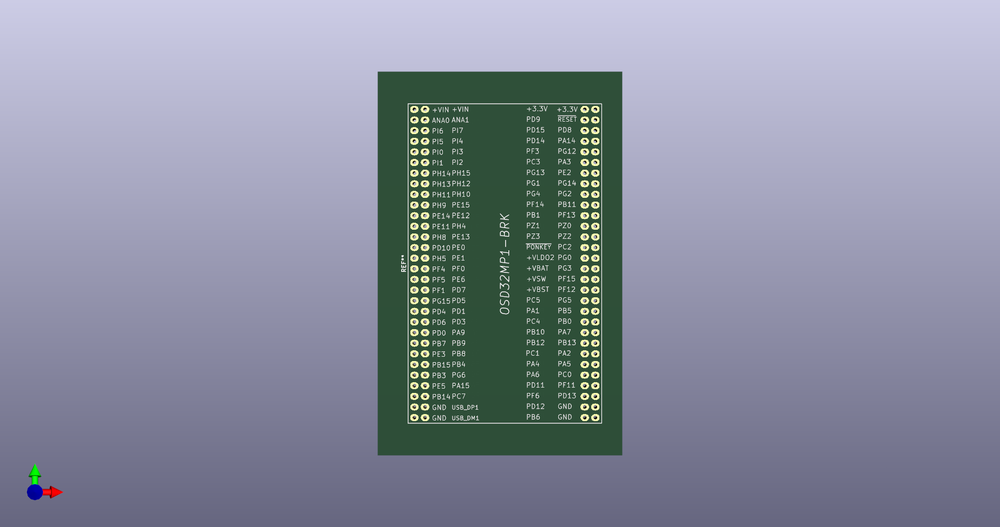 +VIN +VIN +3.3V +3.3V
ANA0 ANA1 PD9 RESET
PI6 PI7 PD15 PD8
PI5 PI4 PD14 PA14
PI0 PI3 PF3 PG12
PI1 PI2 PC3 PA3
PH14 PH15 PG13 PE2
PH13 PH12 PG1 PG14
PH11 PH10 PG4 PG2
PH9 PE15 PF14 PB11
PE14 PE12 PB1 PF13
PE11 PH4 PZ1 PZ0
PH8 PE13 PZ3 PZ2
PD10 PE0 PONKEY PC2
PH5 PE1 +VLDO2 PG0
PF4 PF0 +VBAT PG3
PF5 PE6 +VSW PF15
PF1 PD7 +VBST PF12
PG15 PD5 PC5 PG5
PD4 PD1 PA1 PB5
PD6 PD3 PC4 PB0
PD0 PA9 PB10 PA7
PB7 PB9 PB12 PB13
PE3 PB8 PC1 PA2
PB15 PB4 PA4 PA5
PB3 PG6 PA6 PC0
PE5 PA15 PD11 PF11
PB14 PC7 PF6 PD13
GND USB_DP1 PD12 GND
GND USB_DM1 PB6 GND
REF**
OSD32MP1-BRK